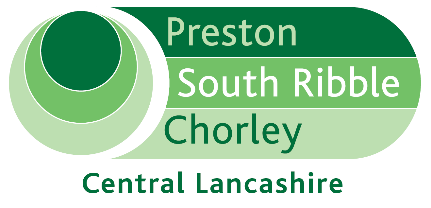 Preston
South Ribble
Chorley
Central Lancashire